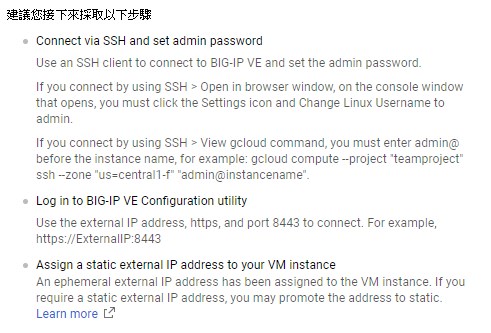 建議您接下來採取以下步驟
Connect via SSH and set admin password
Use an SSH client to connect to BIG-IP VE and set the admin password.
If you connect by using SSH > Open in browser window, on the console window
that opens, you must click the Settings icon and Change Linux Username to
admin.
If you connect by using SSH > View gcloud command, you must enter admin@
before the instance name, for example: gcloud compute --project "teamproject"
ssh --zone "us=central1-f" "admin@instancename".
Log in to BIG-IP VE Configuration utility
Use the external IP address, https, and port 8443 to connect. For example,
https://ExternalIP:8443
Assign a static external IP address to your VM instance
An ephemeral external IP address has been assigned to the VM instance. If you
require a static external IP address, you may promote the address to static.
Learn more